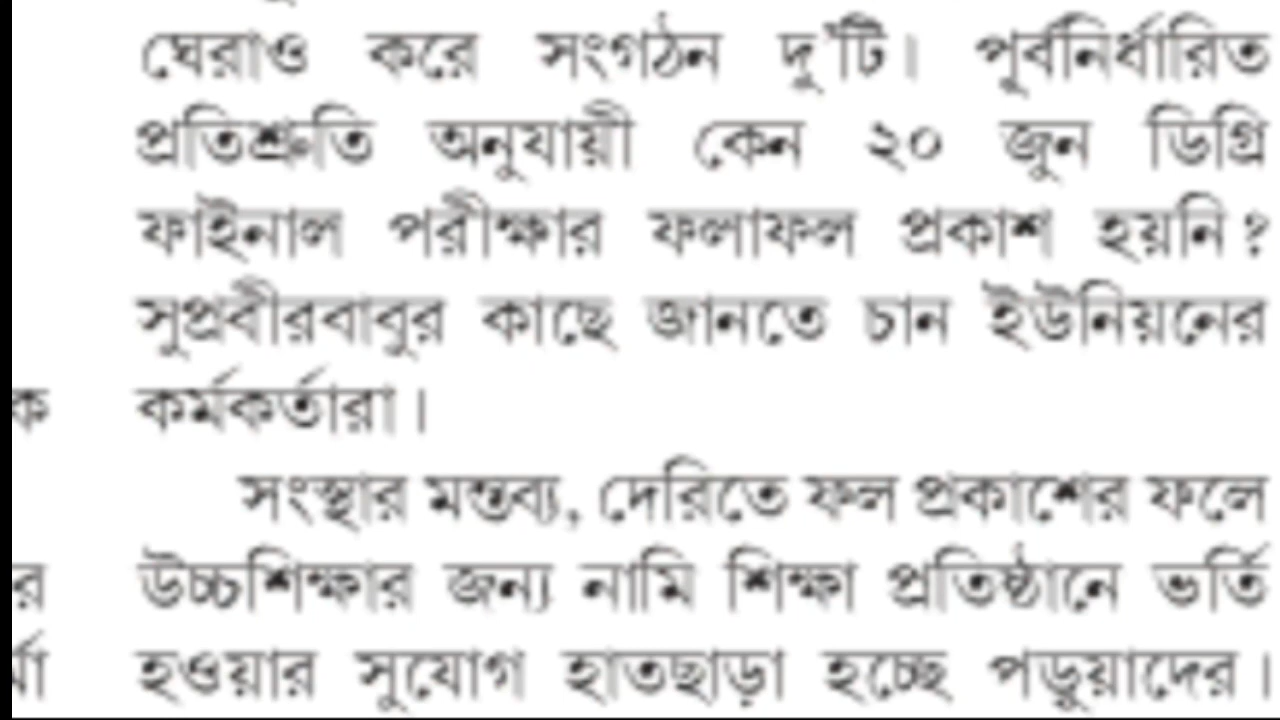 ঘেরাও করে সংগঠন দু'টি। পূর্বনির্ধারিত
প্রতিশ্রুতি অনুযায়ী কেন ২০ জুন ডিগ্রি
ফাইনাল পরীক্ষার ফলাফল প্রকাশ হয়নি?
সুপ্রবীরবাবুর কাছে জানতে চান ইউনিয়নের
কর্মকর্তারা।
সংস্থার মন্তব্য, দেরিতে ফল প্রকাশের ফলে
উচ্চশিক্ষার জন্য নামি শিক্ষা প্রতিষ্ঠানে ভর্তি
হওয়ার সুযোগ হাতছাড়া হচ্ছে পড়ুয়াদের।